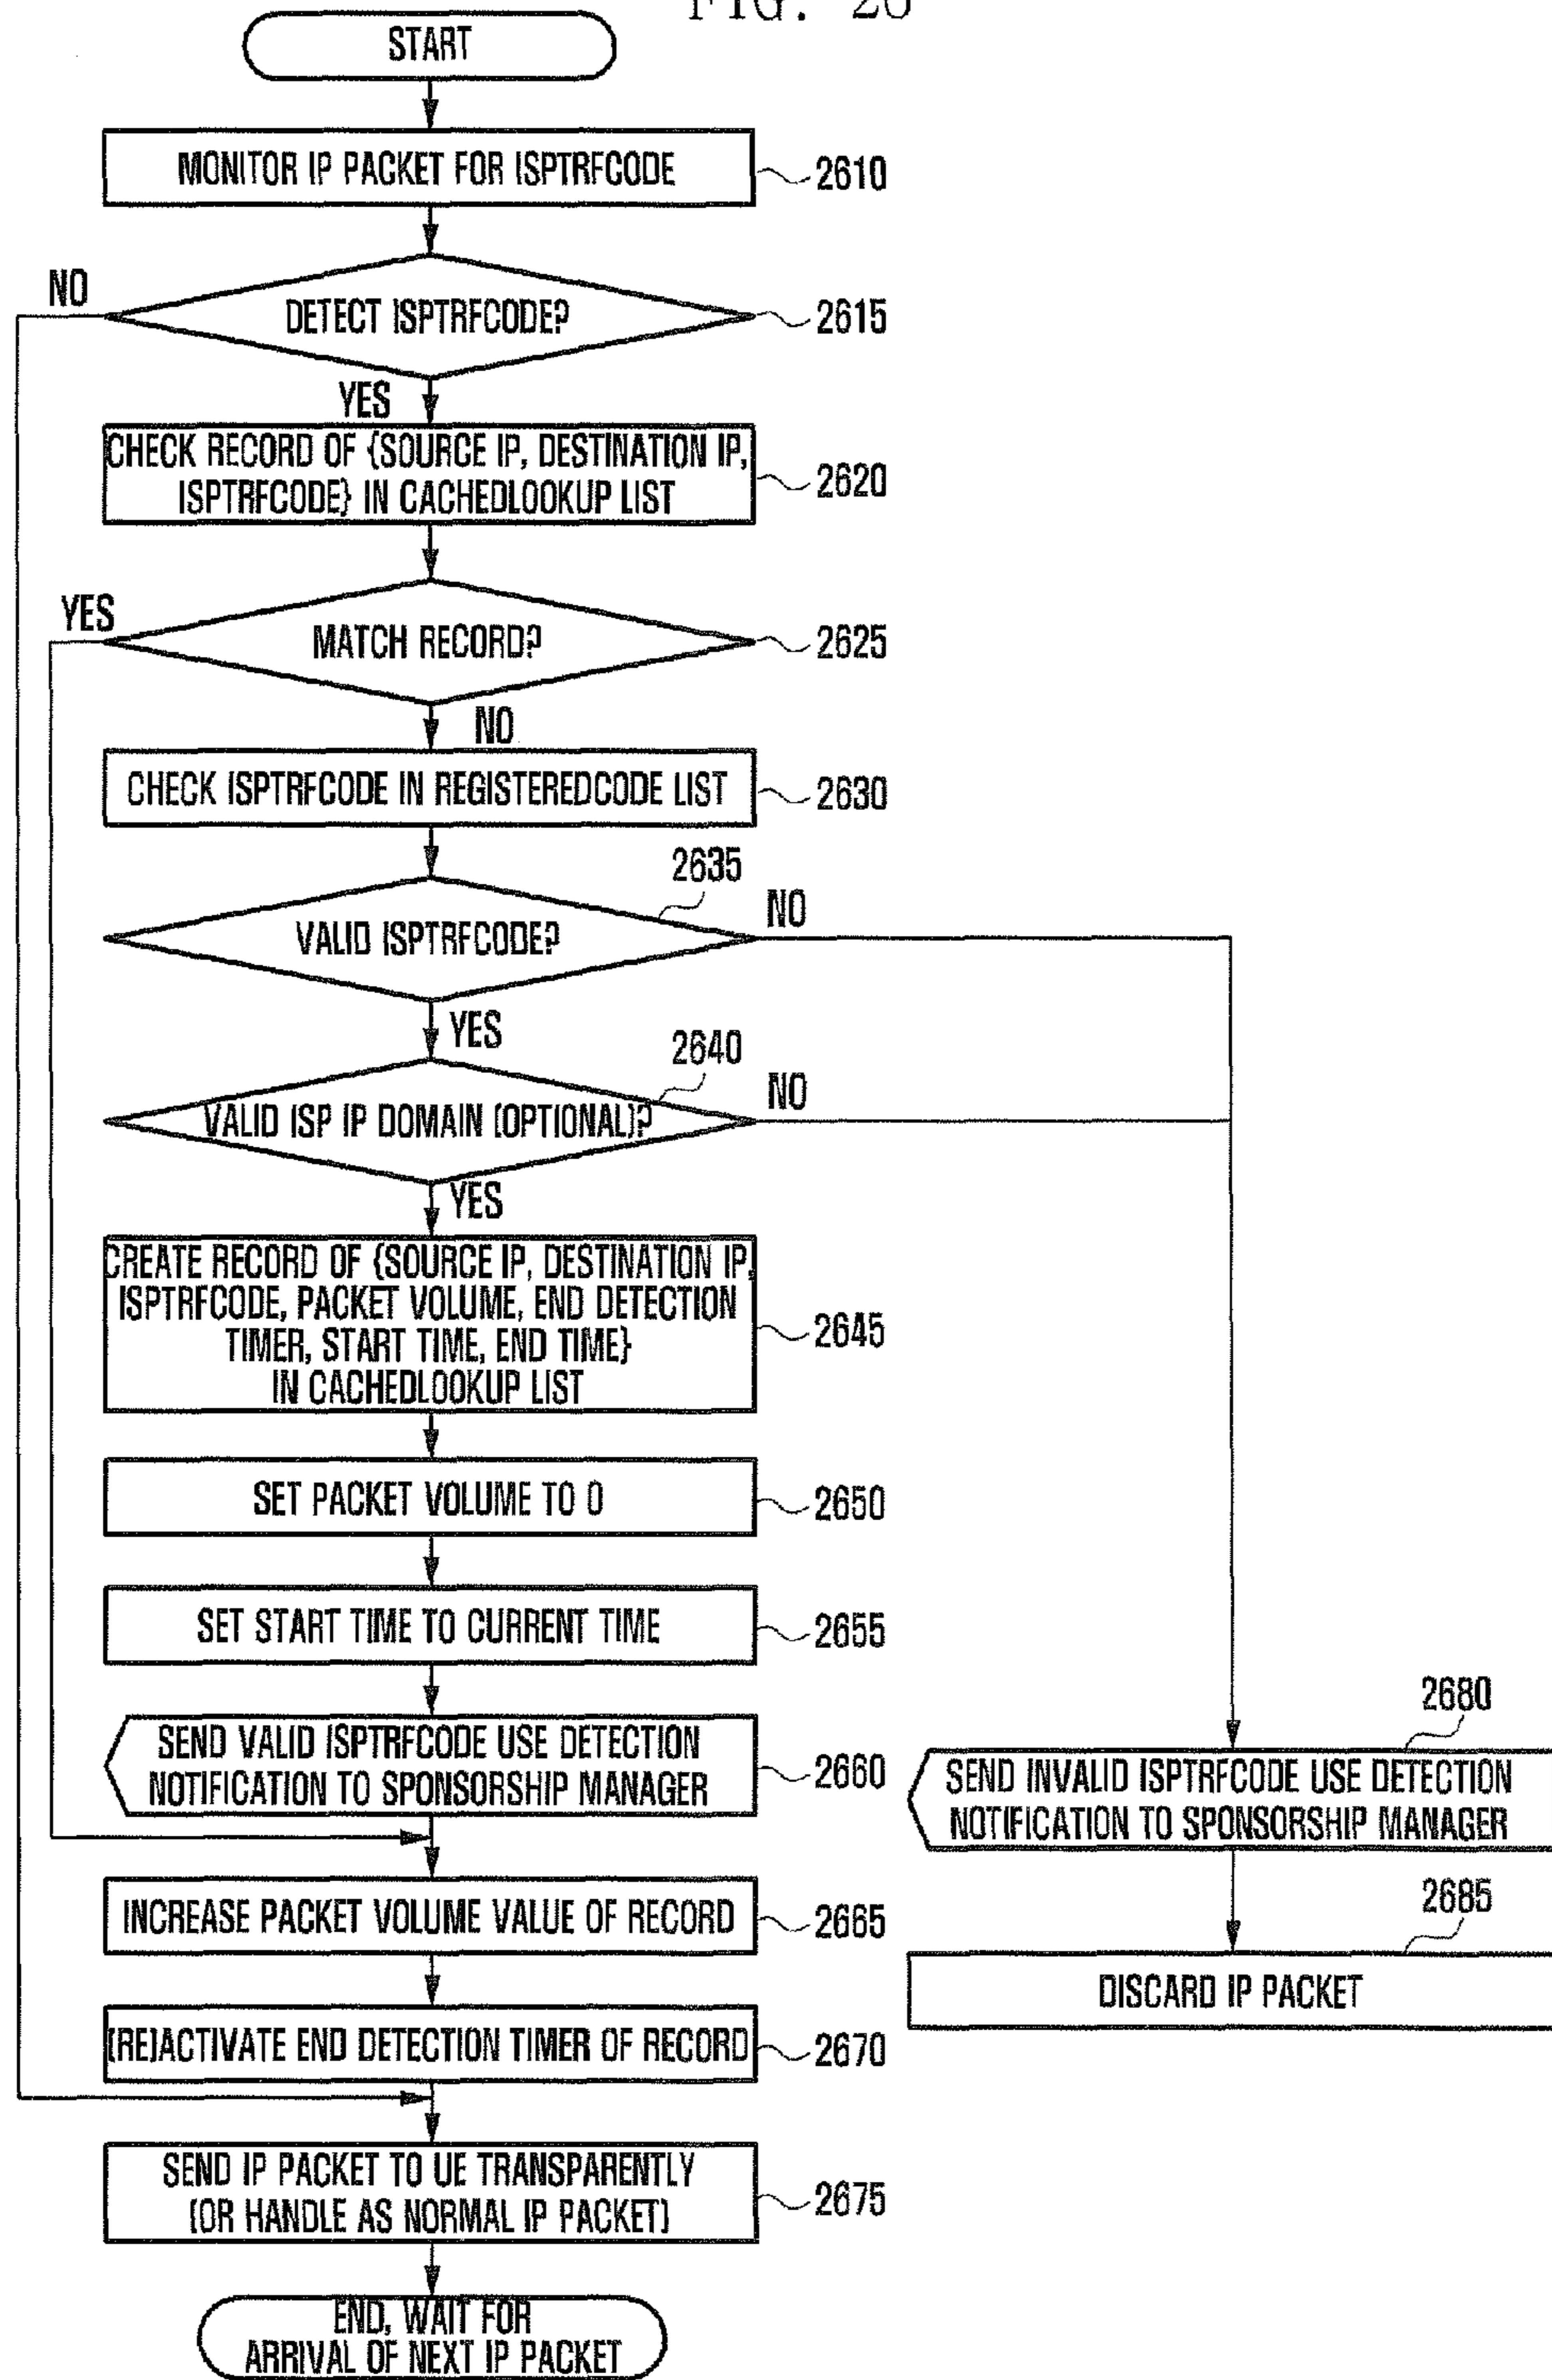 FIG. 26
START
MONITOR IP PACKET FOR ISPTRFCODE
2610
NO
DETECT ISPTRFCODE?
2615
YES
CHECK RECORD OF {SOURCE IP, DESTINATION IP,
ISPTRFCODE} IN CACHEDLOOKUP LIST
2620
YES
MATCH RECORD?
2625
NO
CHECK ISPTRFCODE IN REGISTEREDCODE LIST
2630
2635
VALID ISPTRFCODE?
NO
YES
2640
VALID ISP IP DOMAIN (OPTIONAL)?
NO
YES
CREATE RECORD OF {SOURCE IP, DESTINATION IP,
ISPTRFCODE, PACKET VOLUME, END DETECTION
TIMER, START TIME, END TIME}
IN CACHEDLOOKUP LIST
2645
SET PACKET VOLUME TO 0
2650
SET START TIME TO CURRENT TIME
2655
SEND VALID ISPTRFCODE USE DETECTION
NOTIFICATION TO SPONSORSHIP MANAGER
2660
2680
SEND INVALID ISPTRFCODE USE DETECTION
NOTIFICATION TO SPONSORSHIP MANAGER
INCREASE PACKET VOLUME VALUE OF RECORD
2665
2685
DISCARD IP PACKET
(RE)ACTIVATE END DETECTION TIMER OF RECORD
2670
SEND IP PACKET TO UE TRANSPARENTLY
(OR HANDLE AS NORMAL IP PACKET)
2675
END, WAIT FOR
ARRIVAL OF NEXT IP PACKET